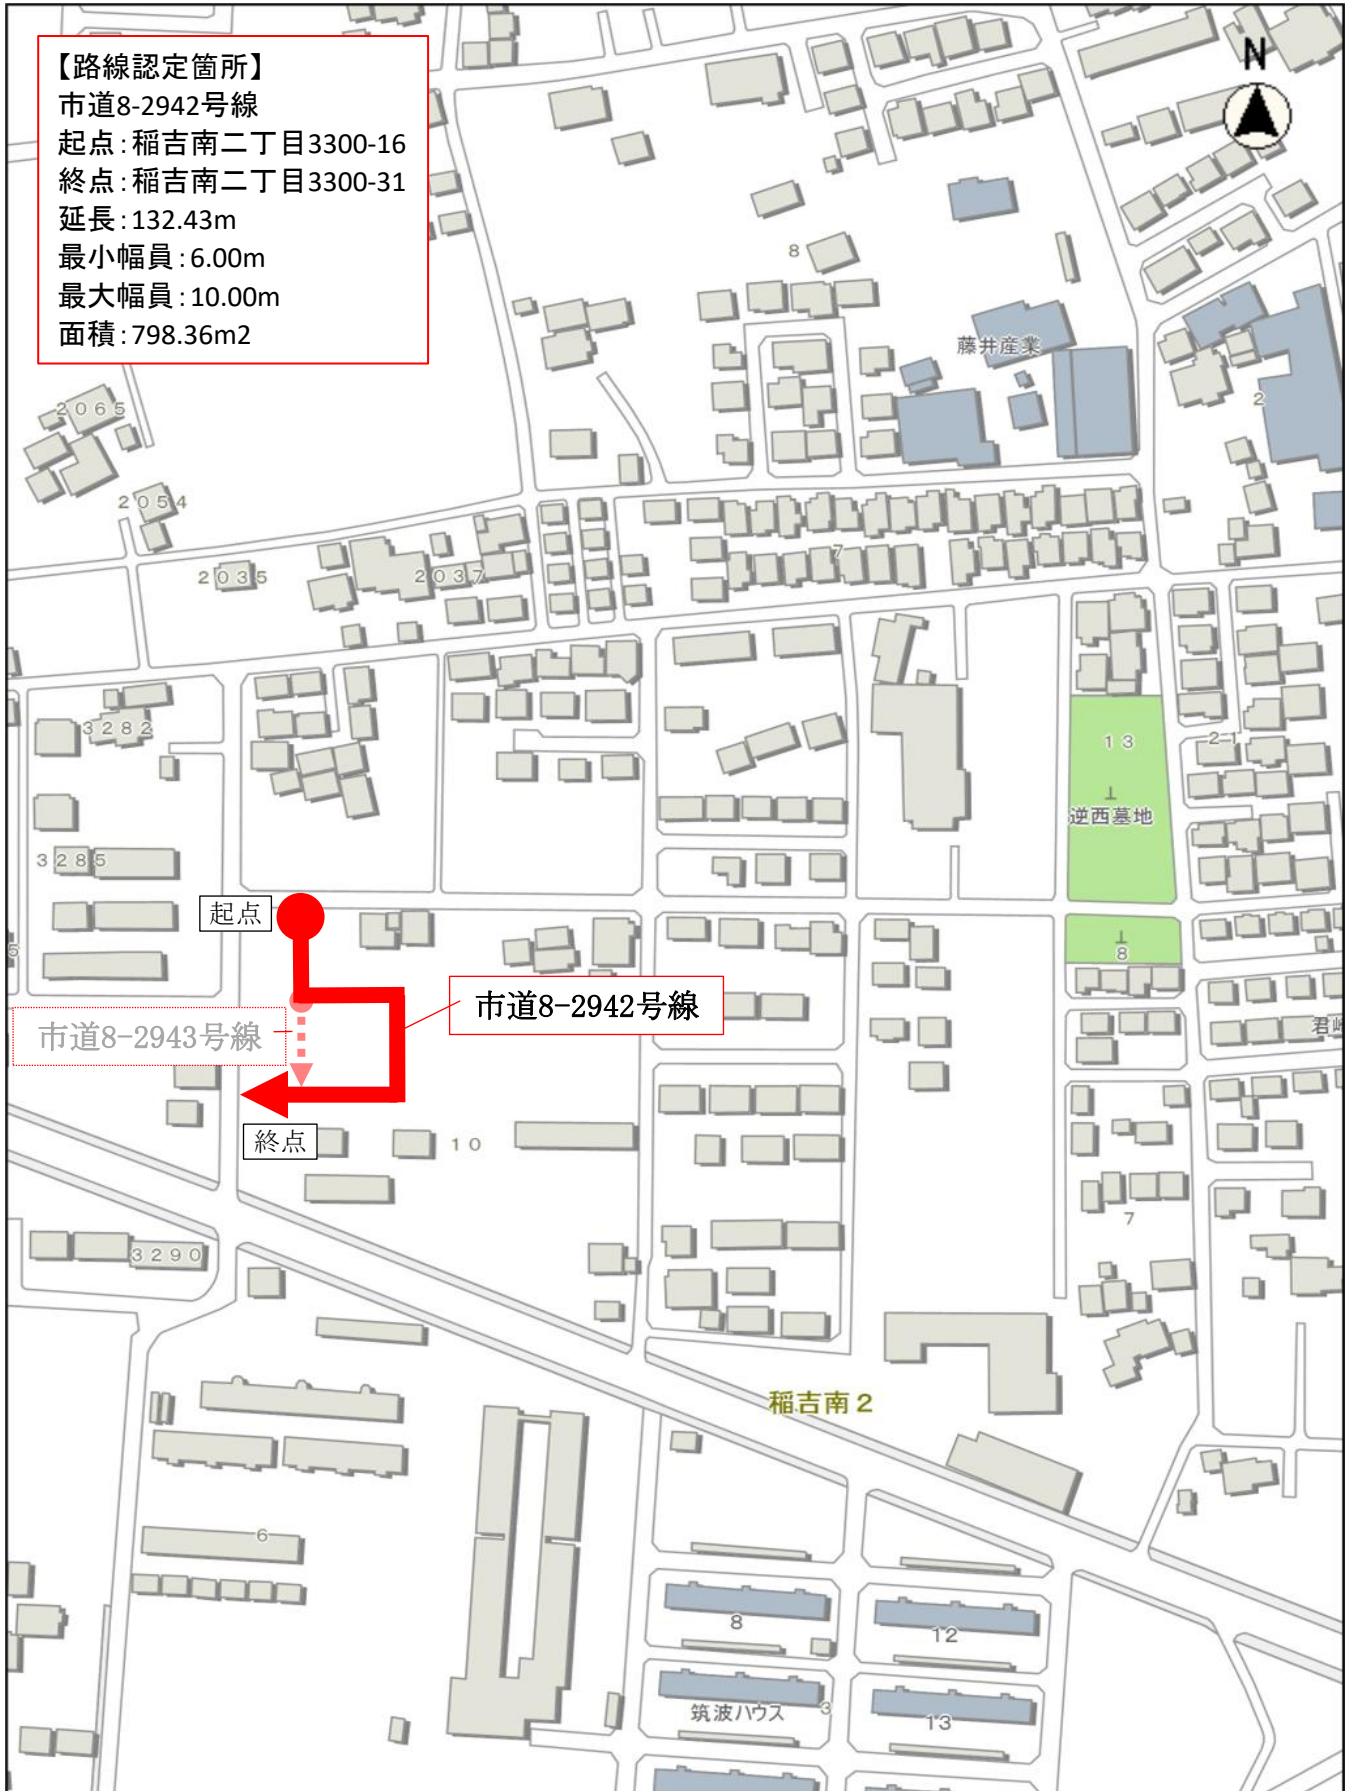 【路線認定箇所】
市道8-2942号線
起点:稲吉南二丁目3300-16
終点:稲吉南二丁目3300-31
延長:132.43m
最小幅員:6.00m
最大幅員:10.00m
面積:798.36m2
N
8
藤井産業
2065
2
2054
7
2035
2037
3282
13
21
逆西墓地
3285
起点
8
5
市道8-2942号線
市道8-2943号線
君崎
終点
10
7
3290
稲吉南2
6
8
12
筑波ハウス
3
13